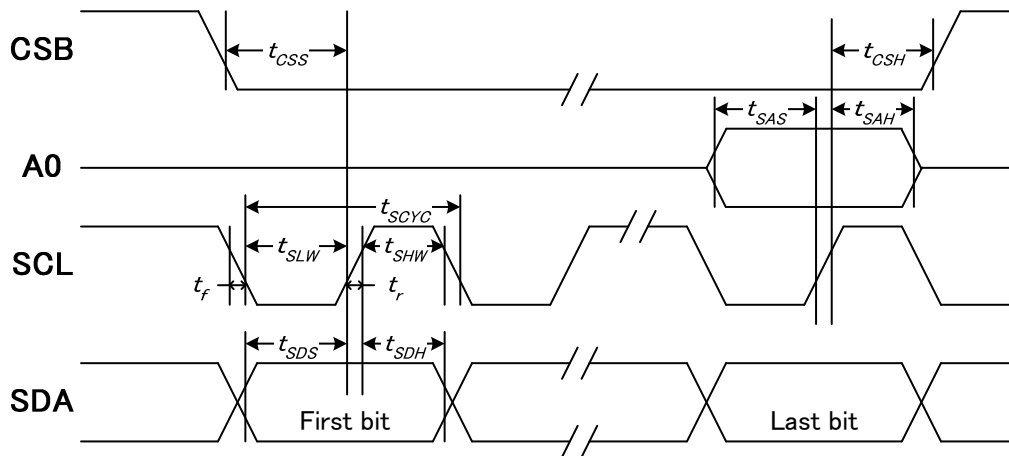 CSB
t_CSS
t_CSH
A0
t_SAS
t_SAH
SCL
t_SCYC
t_SLW
t_SHW
t_f
t_r
SDA
t_SDS
t_SDH
First bit
Last bit